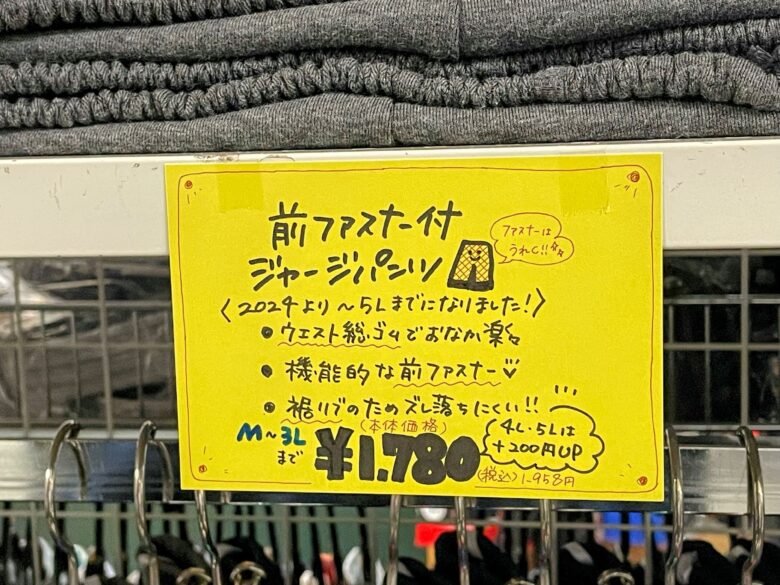 前ファスナー付
ジャージパンツ
ファスナーは
うれし!!
〈2024より～5Lまでになりました!〉
• ウエスト総ゴムでおなか楽々
• 機能的な前ファスナー♡
• 裾リブのためズレ落ちにくい!!
M～3L
まで
(本体価格)
¥1.780
4L・5Lは
+200円UP
(税込)1.958円